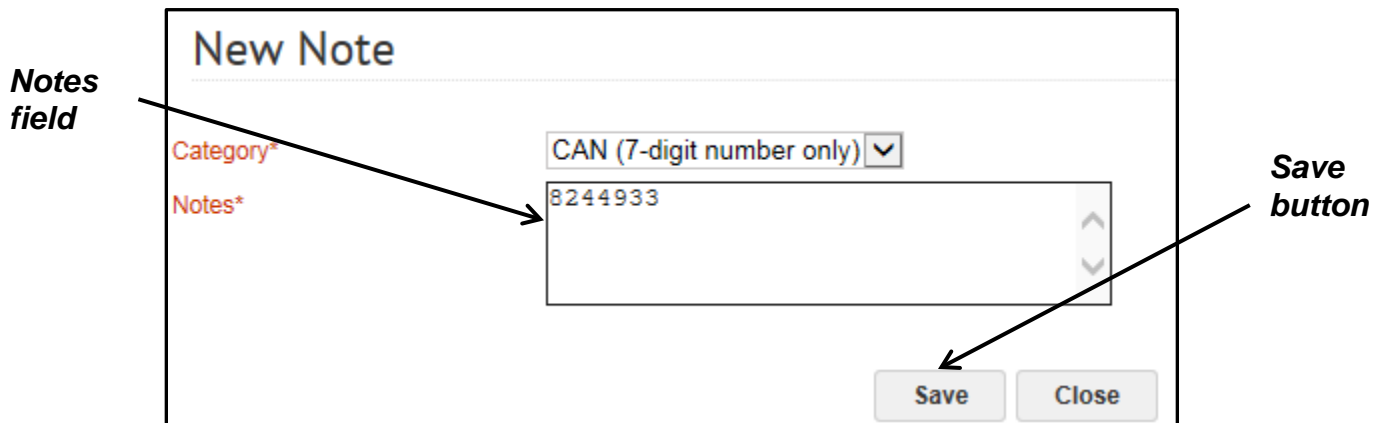 New Note
Notes
field
Category*
CAN (7-digit number only)
Notes*
8244933
Save
button
Save
Close